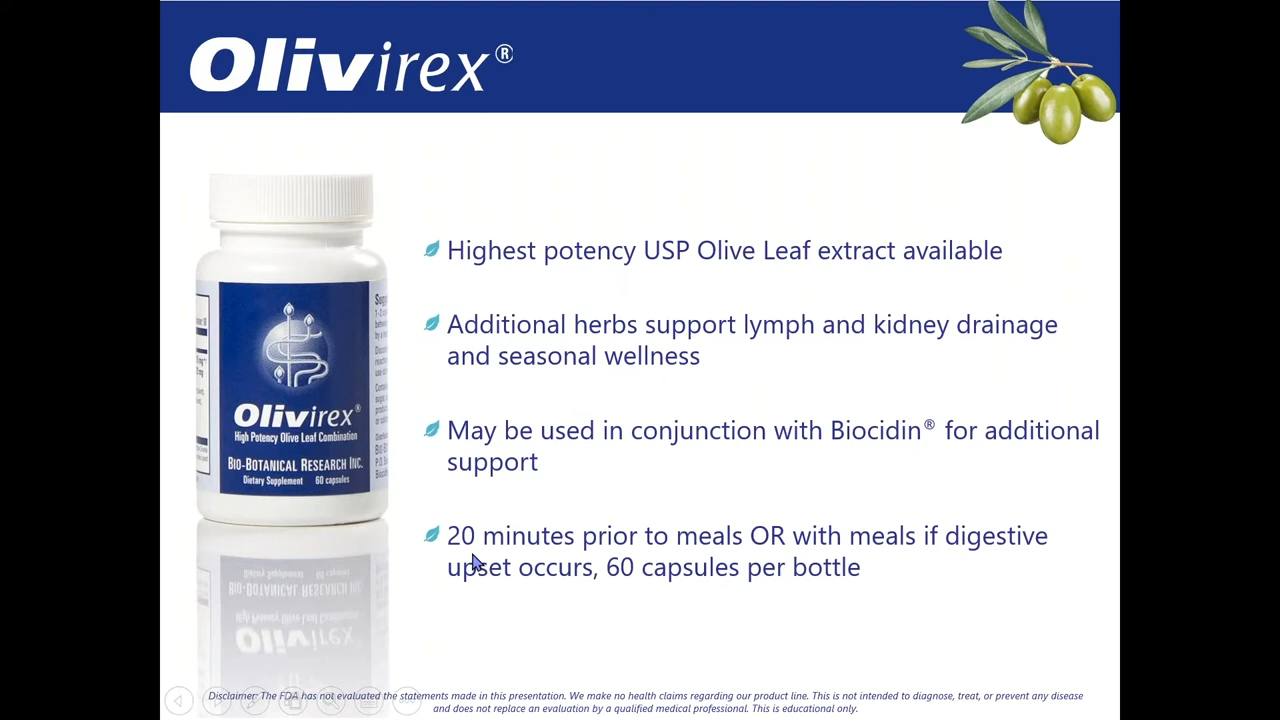 Olivirex®
Highest potency USP Olive Leaf extract available
Additional herbs support lymph and kidney drainage
and seasonal wellness
May be used in conjunction with Biocidin® for additional
support
20 minutes prior to meals OR with meals if digestive
upset occurs, 60 capsules per bottle
Olivirex®
High Potency Olive Leaf Combination
BIO-BOTANICAL RESEARCH INC.
Dietary Supplement 60 capsules
Disclaimer: The FDA has not evaluated the statements made in this presentation. We make no health claims regarding our product line. This is not intended to diagnose, treat, or prevent any disease
and does not replace an evaluation by a qualified medical professional. This is educational only.